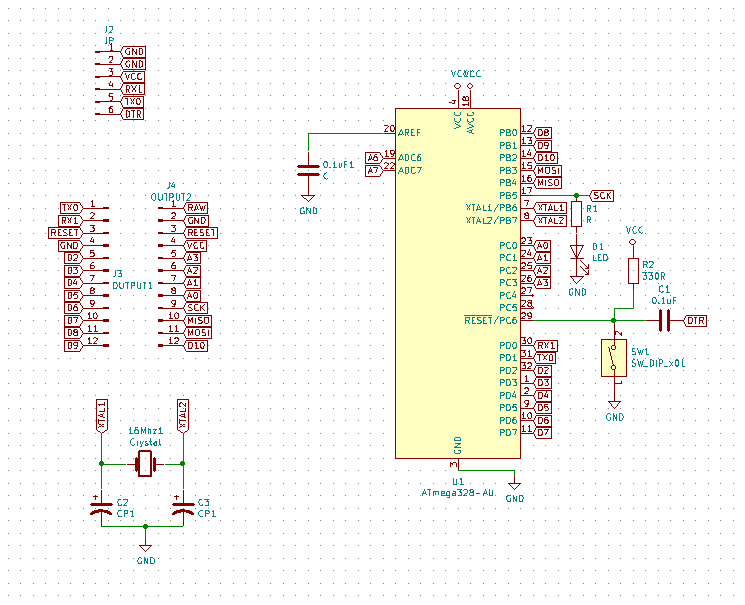 J2
JP
1 GND
2 GND
3 VCC
4 RX1
5 TX0
6 DTR
J4
OUTPUT2
TX0 1
RX1 2
RESET 3
GND 4
D2 5
D3 6
D4 7
D5 8
D6 9
D7 10
D8 11
D9 12
J3
OUTPUT1
1 RAW
2 GND
3 RESET
4 VCC
5 A3
6 A2
7 A1
8 A0
9 SCK
10 MISO
11 MOSI
12 D10
XTAL1
XTAL2
16Mhz1
Crystal
+
C2
CP1
+
C3
CP1
GND
0.1uF1
C
GND
VCC
VCC
4
18
VCC
AVCC
20 AREF
A6 19 ADC6
A7 22 ADC7
PB0 12 D8
PB1 13 D9
PB2 14 D10
PB3 15 MOSI
PB4 16 MISO
PB5 17
XTAL1/PB6 7 XTAL1
XTAL2/PB7 8 XTAL2
PC0 23 A0
PC1 24 A1
PC2 25 A2
PC3 26 A3
PC4 27
PC5 28
RESET/PC6 29
PD0 30 RX1
PD1 31 TX0
PD2 32 D2
PD3 1 D3
PD4 2 D4
PD5 9 D5
PD6 10 D6
PD7 11 D7
GND
3
U1
ATmega328-AU
GND
SCK
R1
R
D1
LED
GND
VCC
R2
330R
C1
0.1uF
DTR
2
SW1
SW_DIP_x01
1
GND